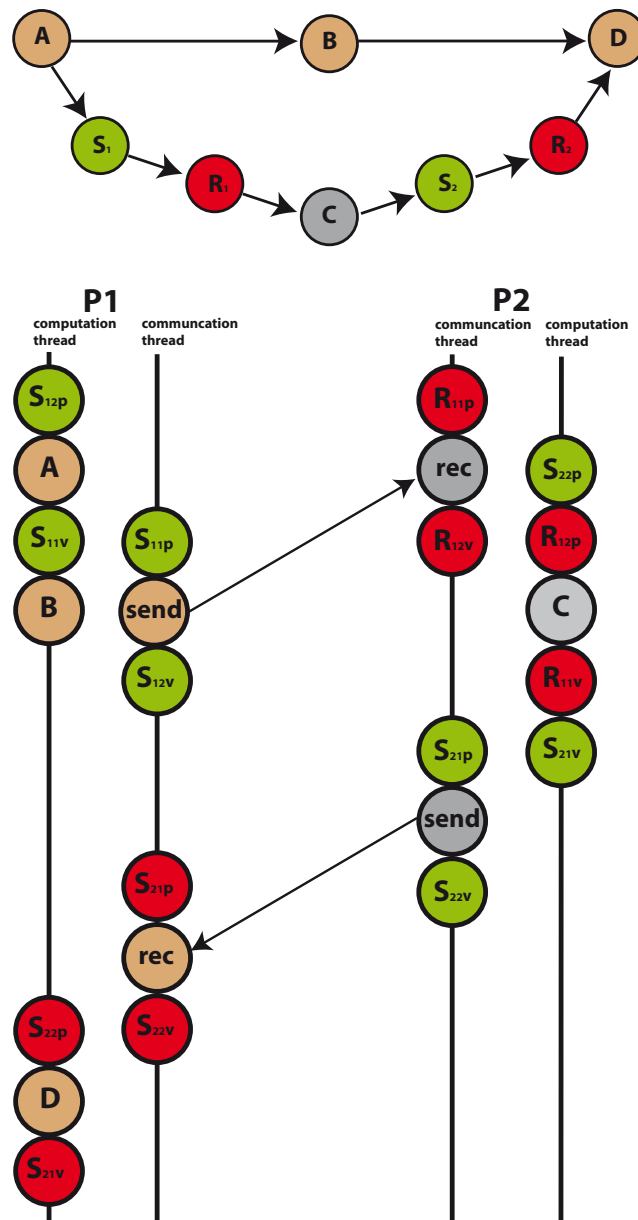 A
B
D
S1
R2
R1
S2
C
P1
P2
computation
thread
communcation
thread
communcation
thread
computation
thread
S12p
R11p
A
rec
S22p
S11v
S11p
R12v
R12p
B
send
C
S12v
R11v
S21p
S21v
send
S21p
S22v
rec
S22p
S22v
D
S21v